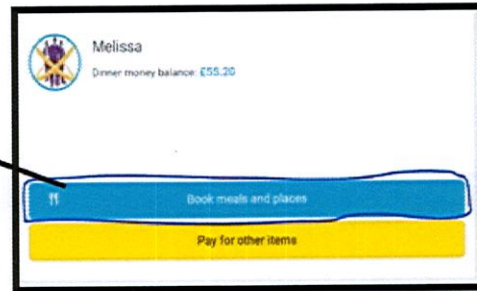 Melissa
Dinner money balance: £55.20
Book meals and places
Pay for other items